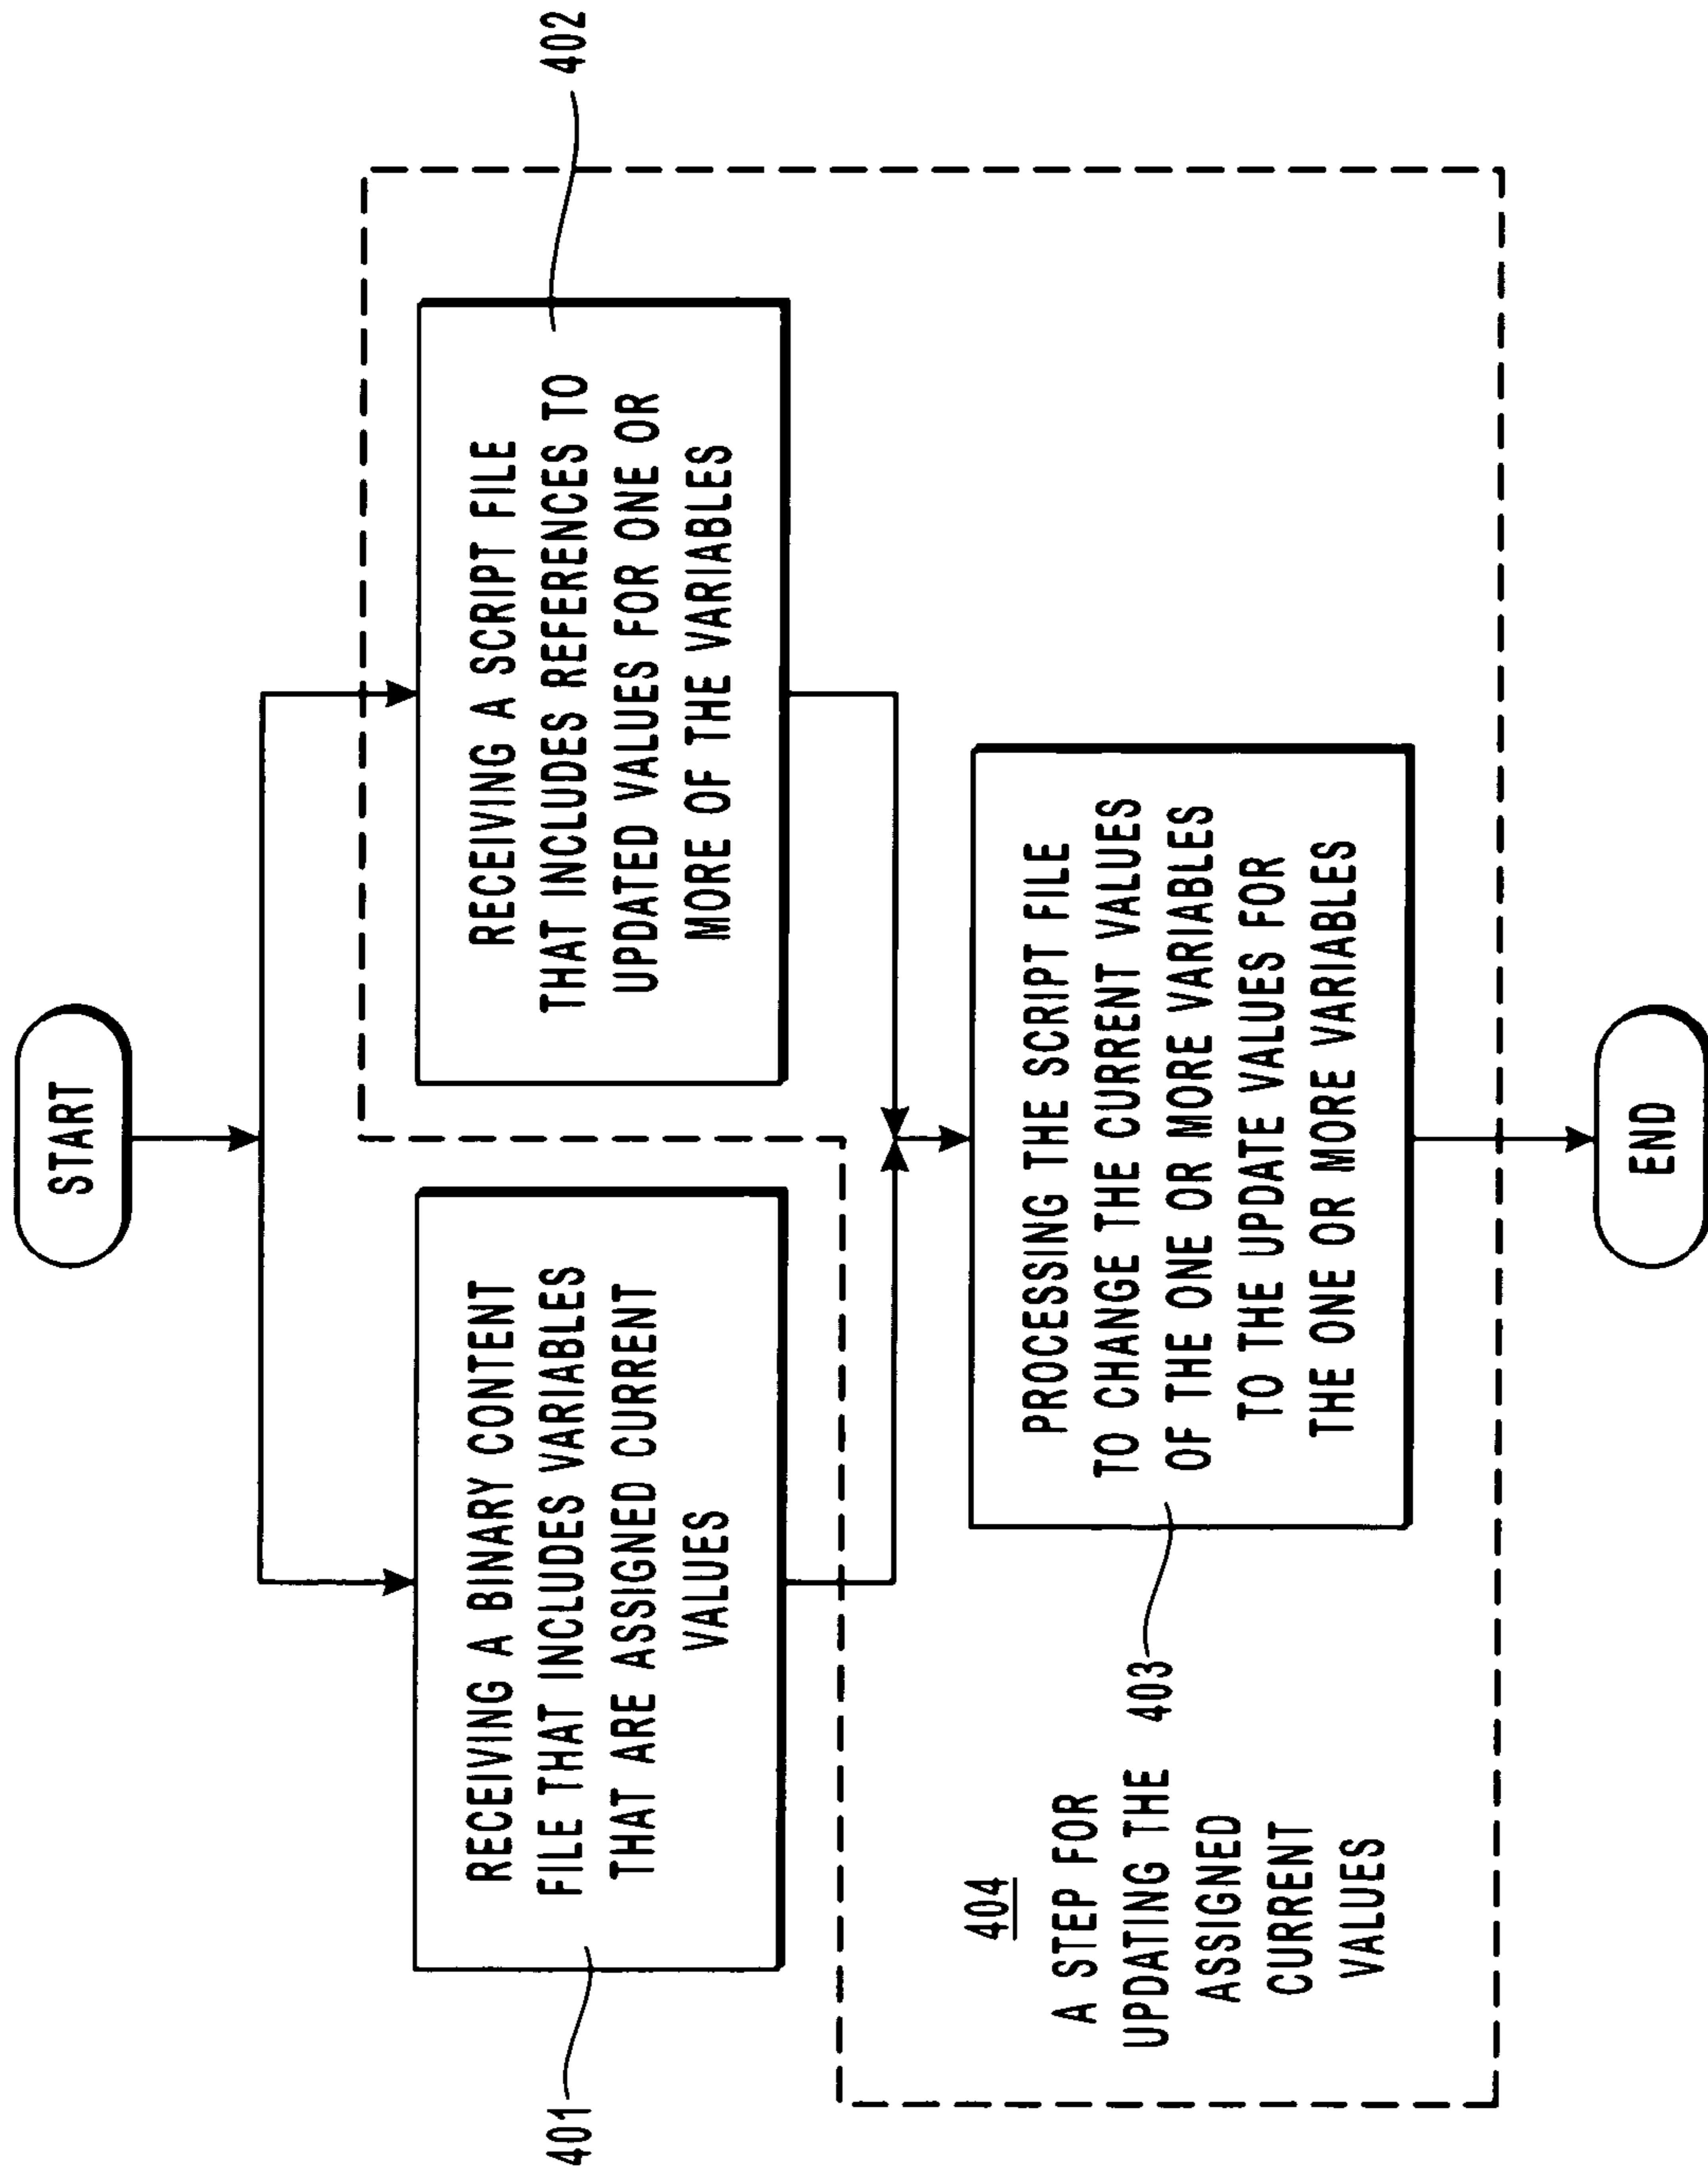 START
401
RECEIVING A BINARY CONTENT
FILE THAT INCLUDES VARIABLES
THAT ARE ASSIGNED CURRENT
VALUES
402
RECEIVING A SCRIPT FILE
THAT INCLUDES REFERENCES TO
UPDATED VALUES FOR ONE OR
MORE OF THE VARIABLES
404
A STEP FOR
UPDATING THE
ASSIGNED
CURRENT
VALUES
403
PROCESSING THE SCRIPT FILE
TO CHANGE THE CURRENT VALUES
OF THE ONE OR MORE VARIABLES
TO THE UPDATE VALUES FOR
THE ONE OR MORE VARIABLES
END